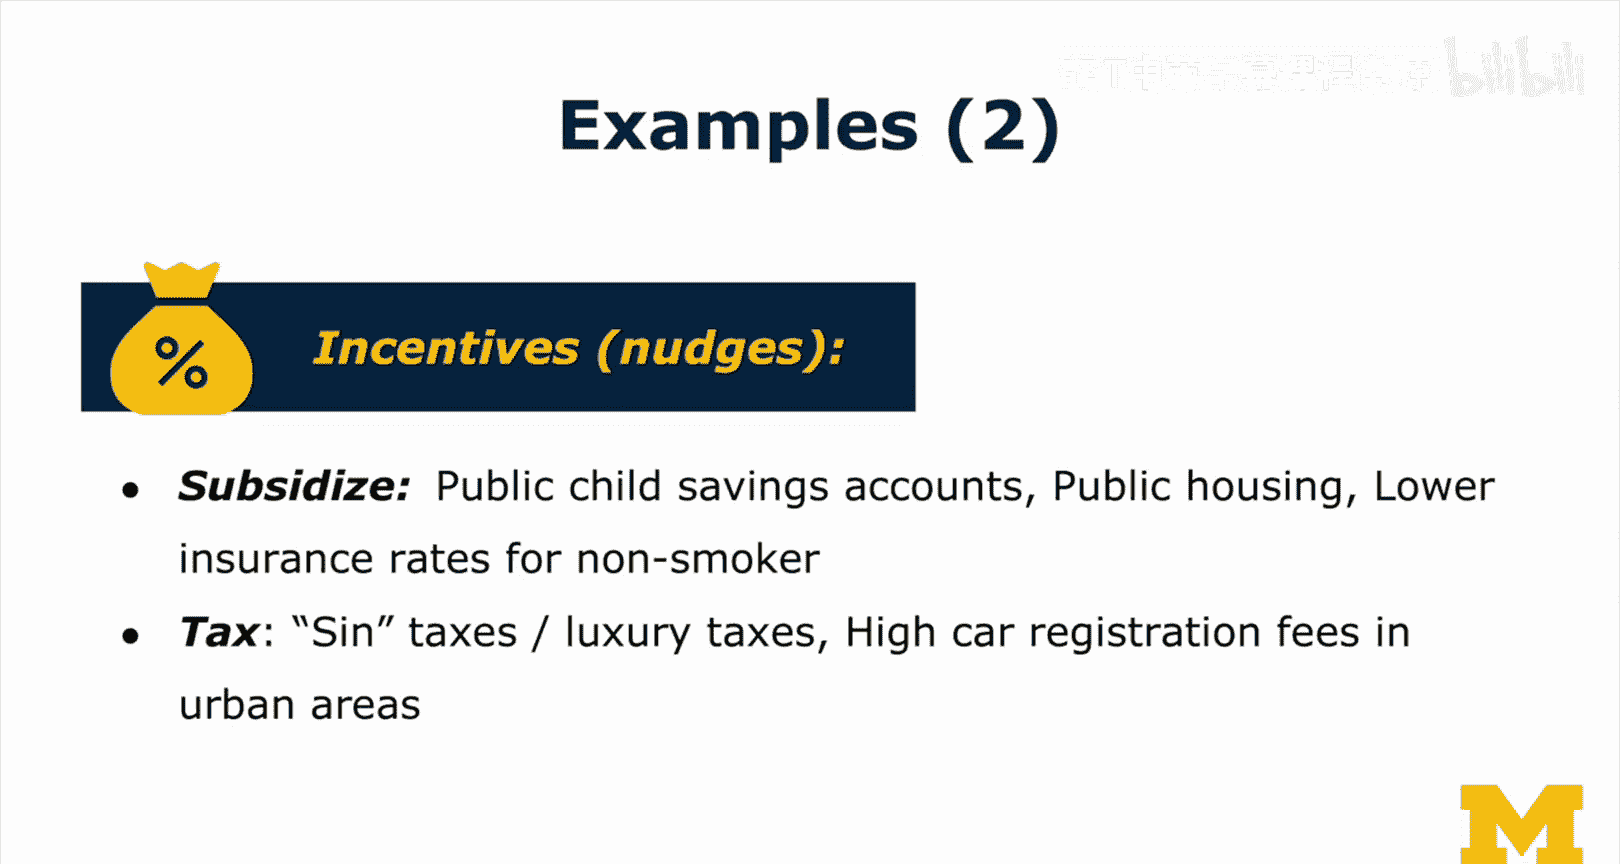 bilibili
Examples (2)
%
Incentives (nudges):
● Subsidize: Public child savings accounts, Public housing, Lower
insurance rates for non-smoker
● Tax: “Sin” taxes / luxury taxes, High car registration fees in
urban areas
M